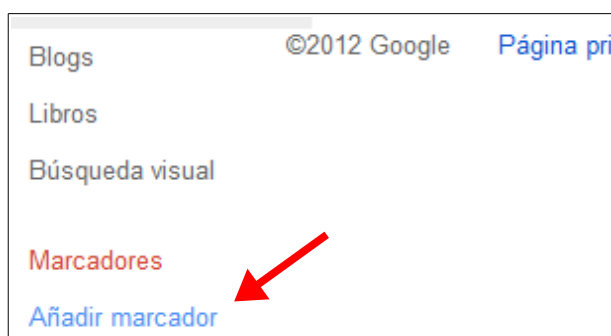 Blogs
©2012 Google Página pri
Libros
Búsqueda visual
Marcadores
Añadir marcador